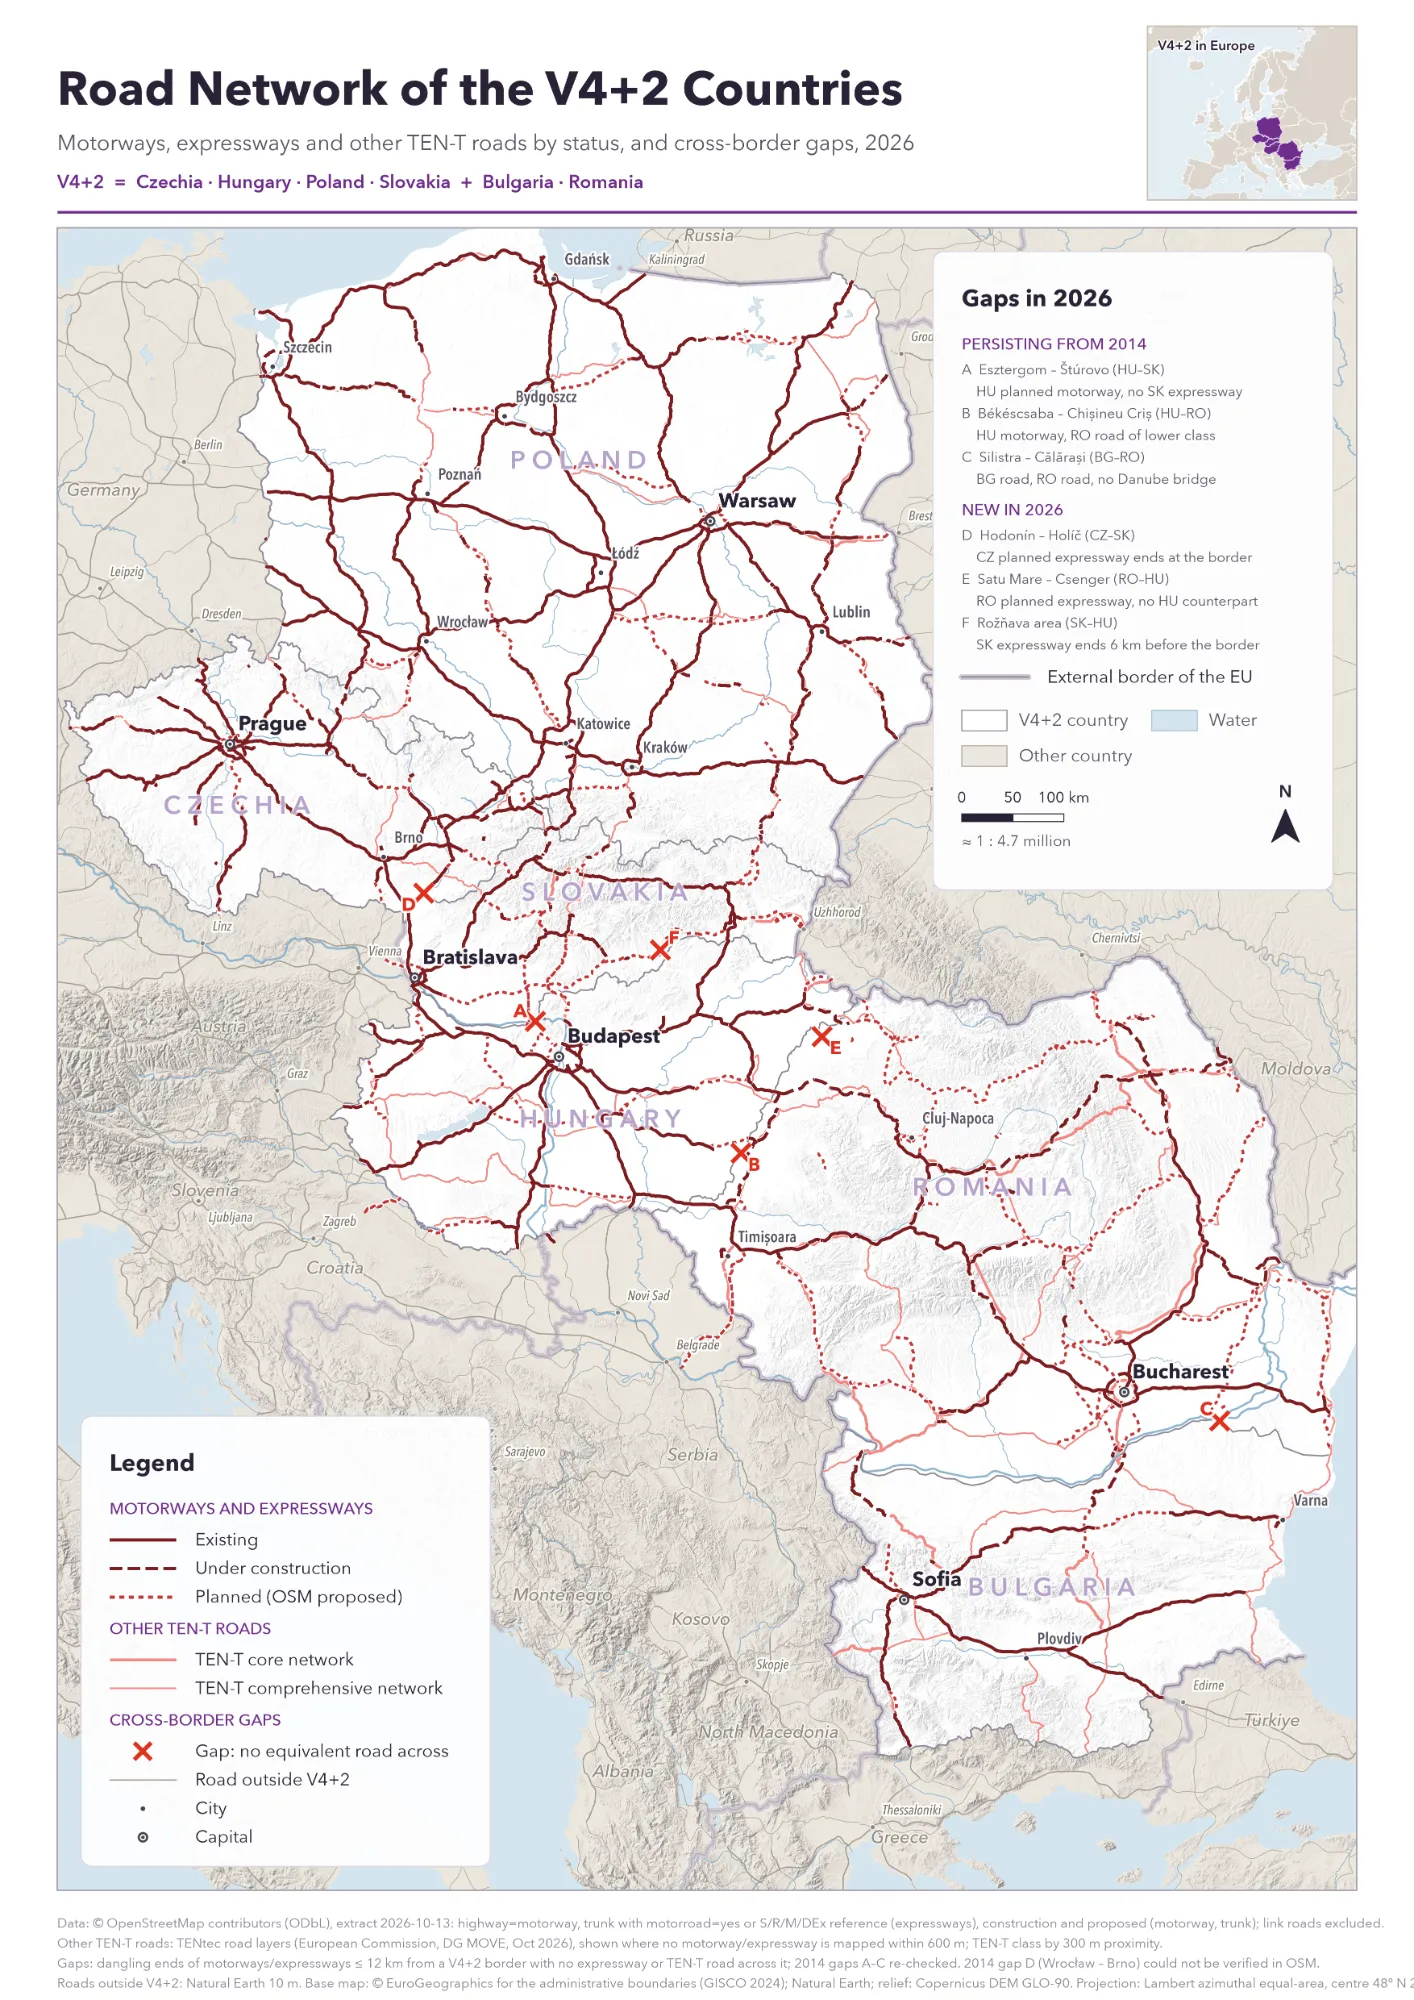 V4+2 in Europe
Road Network of the V4+2 Countries
Motorways, expressways and other TEN-T roads by status, and cross-border gaps, 2026
V4+2 = Czechia · Hungary · Poland · Slovakia + Bulgaria · Romania
Russia
Kaliningrad
Gdańsk
Szczecin
Bydgoszcz
Berlin
POLAND
Poznań
Germany
Warsaw
Brest
Łódź
Leipzig
Dresden
Wrocław
Lublin
Prague
Katowice
Kraków
CZECHIA
Brno
D
SLOVAKIA
Linz
Vienna
Bratislava
F
Uzhhorod
Chernivtsi
A
Austria
Budapest
E
Graz
Moldova
HUNGARY
Cluj-Napoca
B
ROMANIA
Slovenia
Ljubljana
Zagreb
Timișoara
Croatia
Novi Sad
Belgrade
Bucharest
C
Sarajevo
Serbia
Varna
Sofia
BULGARIA
Montenegro
Kosovo
Plovdiv
Skopje
Edirne
North Macedonia
Türkiye
Albania
Thessaloniki
Greece
Grod
Gaps in 2026
PERSISTING FROM 2014
A Esztergom – Štúrovo (HU–SK)
HU planned motorway, no SK expressway
B Békéscsaba – Chișineu Criș (HU–RO)
HU motorway, RO road of lower class
C Silistra – Călărași (BG–RO)
BG road, RO road, no Danube bridge
NEW IN 2026
D Hodonín – Holíč (CZ–SK)
CZ planned expressway ends at the border
E Satu Mare – Csenger (RO–HU)
RO planned expressway, no HU counterpart
F Rožňava area (SK–HU)
SK expressway ends 6 km before the border
External border of the EU
V4+2 country
Water
Other country
0 50 100 km
≈ 1 : 4.7 million
N
Legend
MOTORWAYS AND EXPRESSWAYS
Existing
Under construction
Planned (OSM proposed)
OTHER TEN-T ROADS
TEN-T core network
TEN-T comprehensive network
CROSS-BORDER GAPS
Gap: no equivalent road across
Road outside V4+2
City
Capital
Data: © OpenStreetMap contributors (ODbL), extract 2026-10-13: highway=motorway, trunk with motorroad=yes or S/R/M/DEx reference (expressways), construction and proposed (motorway, trunk); link roads excluded.
Other TEN-T roads: TENtec road layers (European Commission, DG MOVE, Oct 2026), shown where no motorway/expressway is mapped within 600 m; TEN-T class by 300 m proximity.
Gaps: dangling ends of motorways/expressways ≤ 12 km from a V4+2 border with no expressway or TEN-T road across it; 2014 gaps A–C re-checked. 2014 gap D (Wrocław – Brno) could not be verified in OSM.
Roads outside V4+2: Natural Earth 10 m. Base map: © EuroGeographics for the administrative boundaries (GISCO 2024); Natural Earth; relief: Copernicus DEM GLO-90. Projection: Lambert azimuthal equal-area, centre 48° N